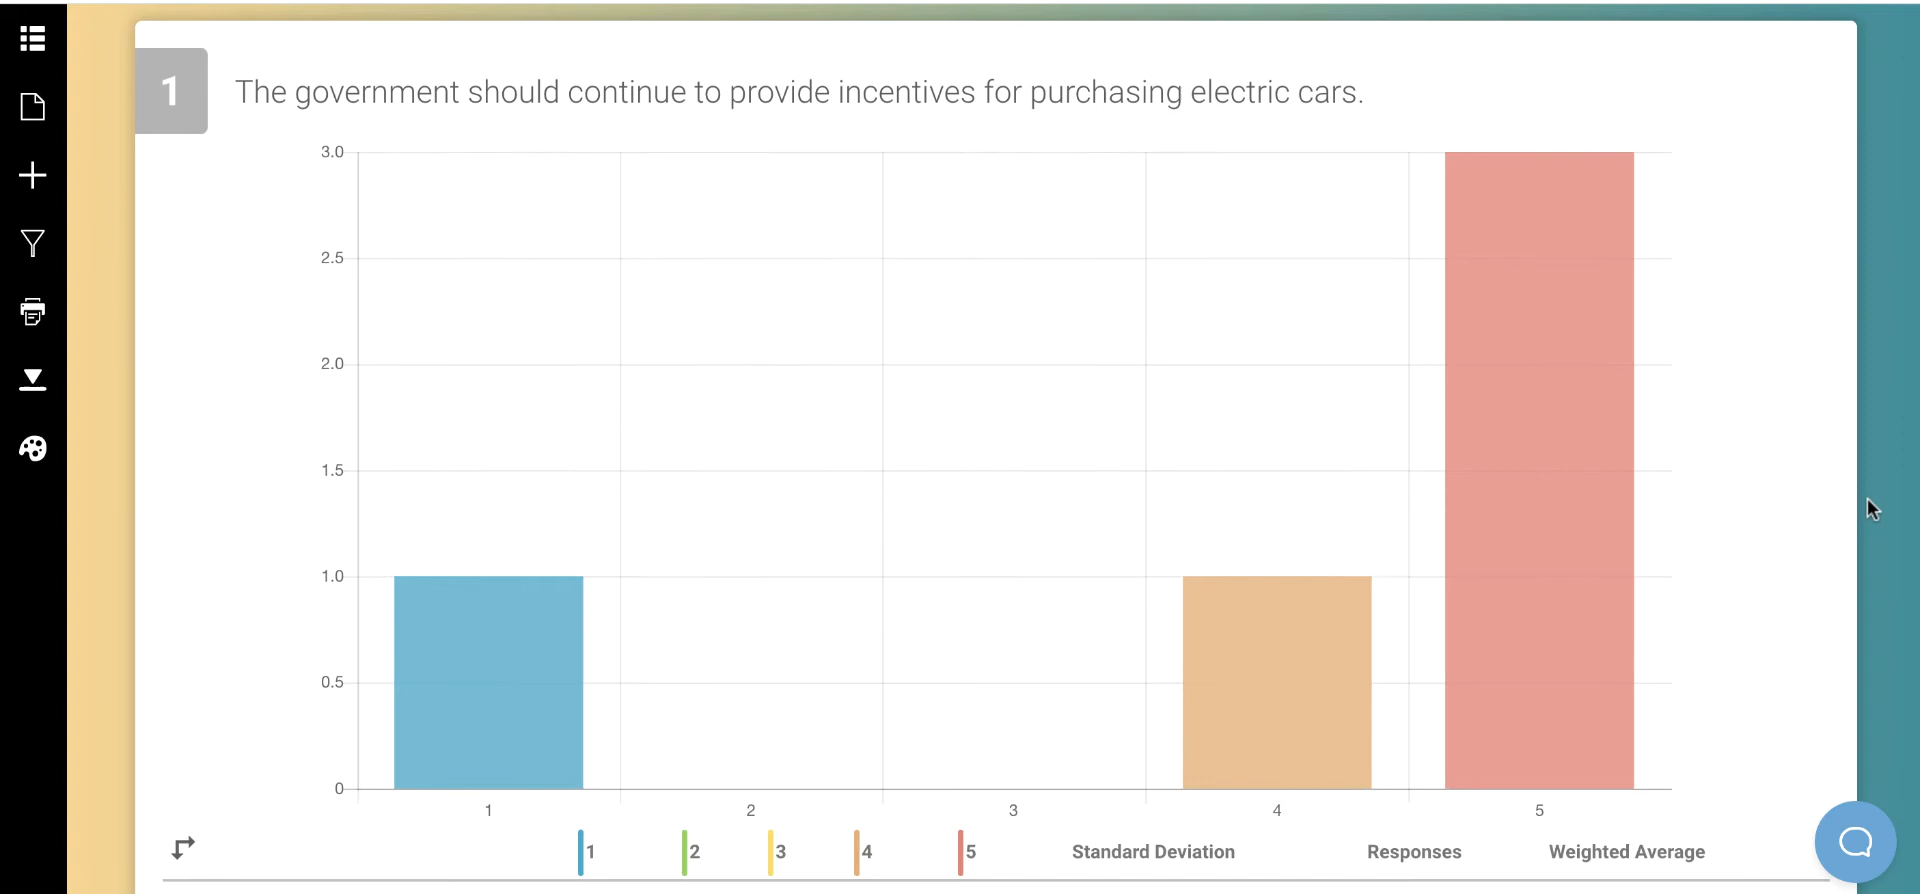 1
The government should continue to provide incentives for purchasing electric cars.
3.0
2.5
2.0
1.5
1.0
0.5
0
1 2 3 4 5
1 2 3 4 5 Standard Deviation Responses Weighted Average